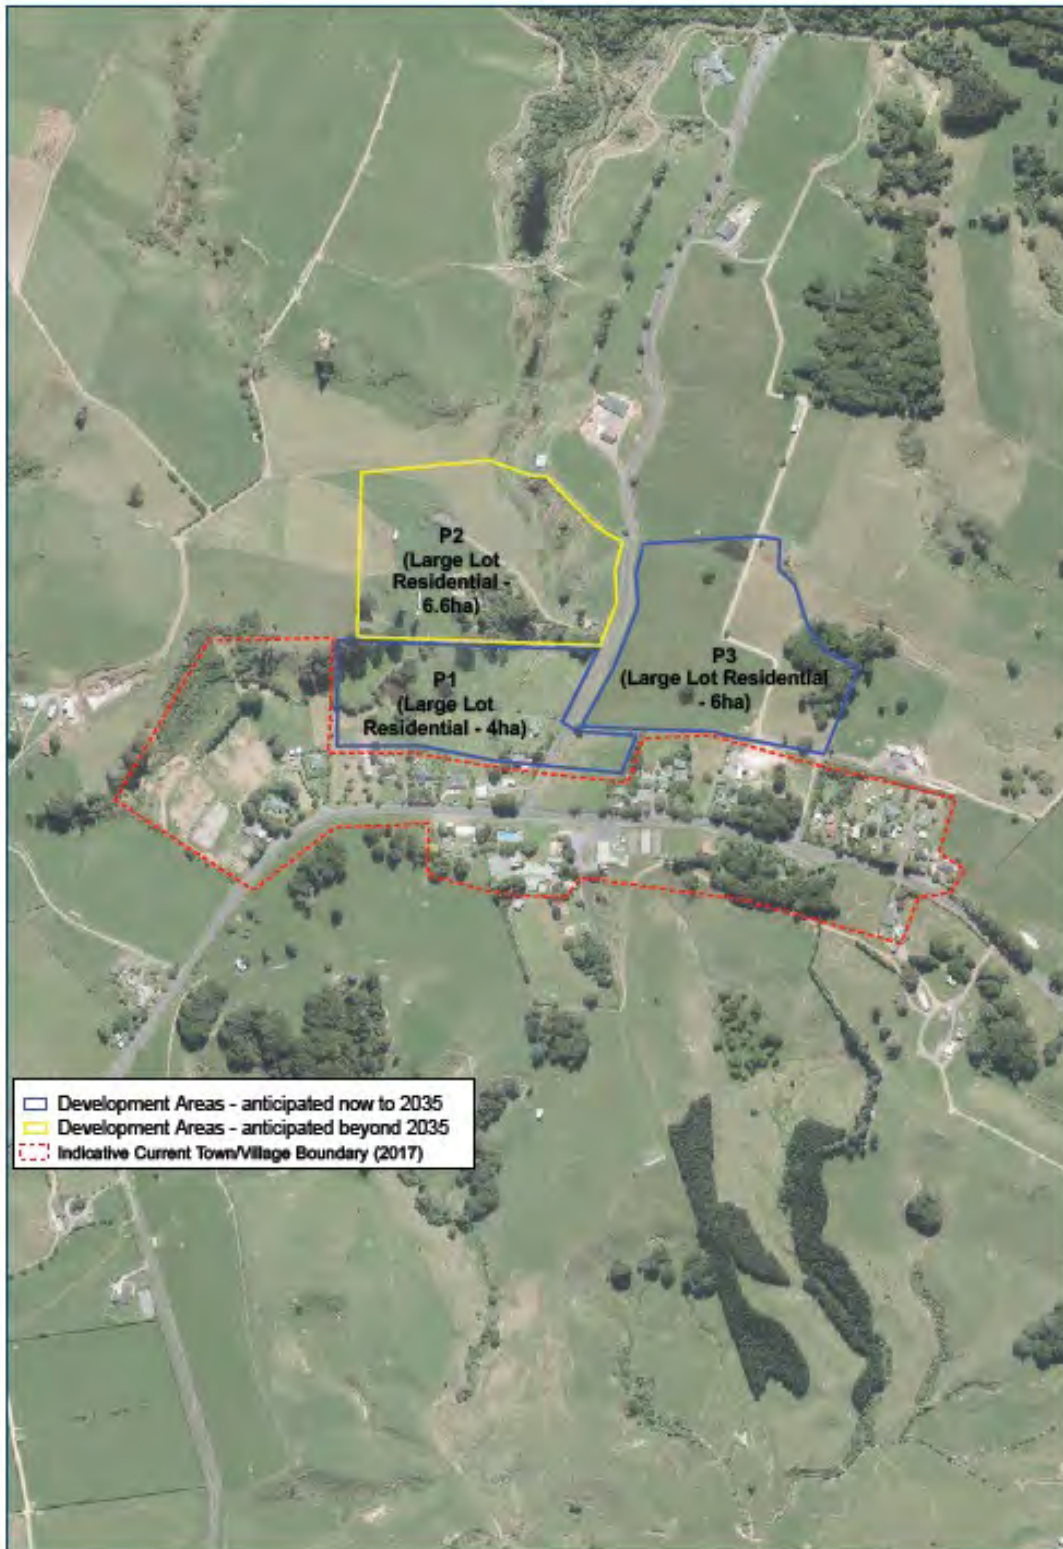 P2
(Large Lot
Residential -
6.6ha)
P1
(Large Lot
Residential - 4ha)
P3
(Large Lot Residential
- 6ha)
Development Areas - anticipated now to 2035
Development Areas - anticipated beyond 2035
Indicative Current Town/Village Boundary (2017)